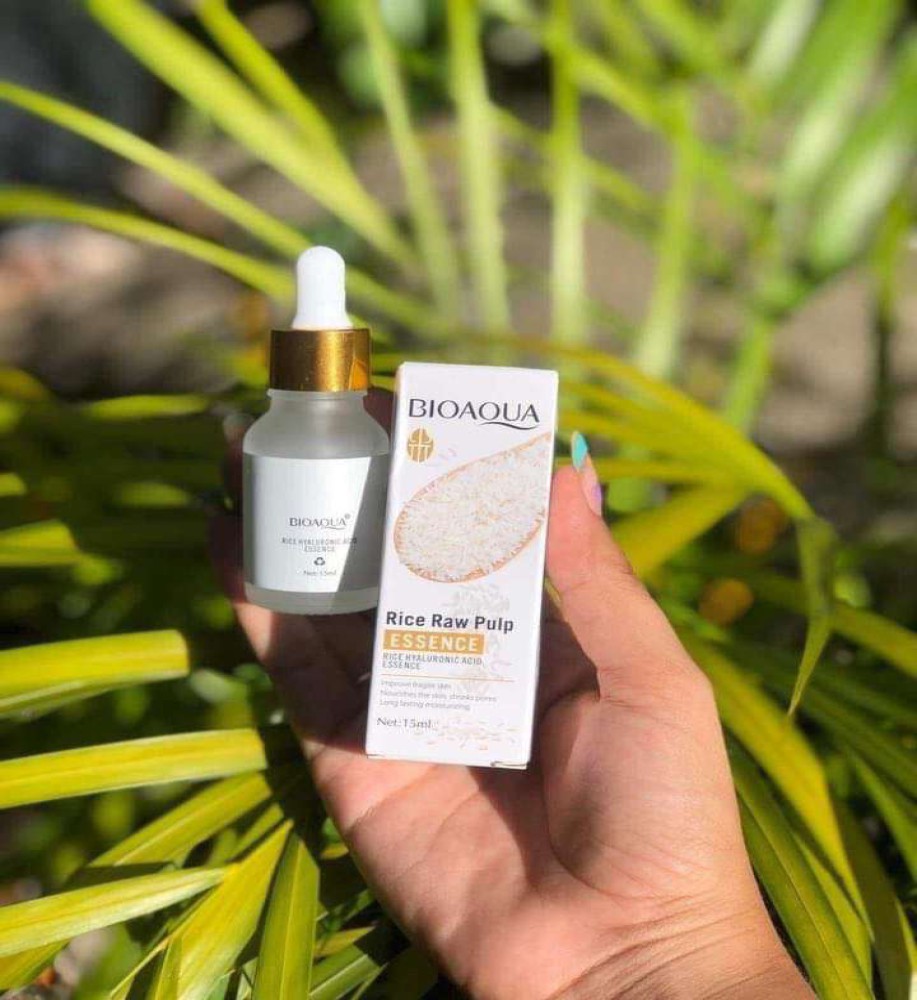 BIOAQUA®
RICE HYALURONIC ACID
ESSENCE
Net:15ml
BIOAQUA
Rice Raw Pulp
ESSENCE
RICE HYALURONIC ACID
ESSENCE
Improve fragile skin
Nourishes the skin, shrinks pores
Long lasting moisturizing
Net:15ml